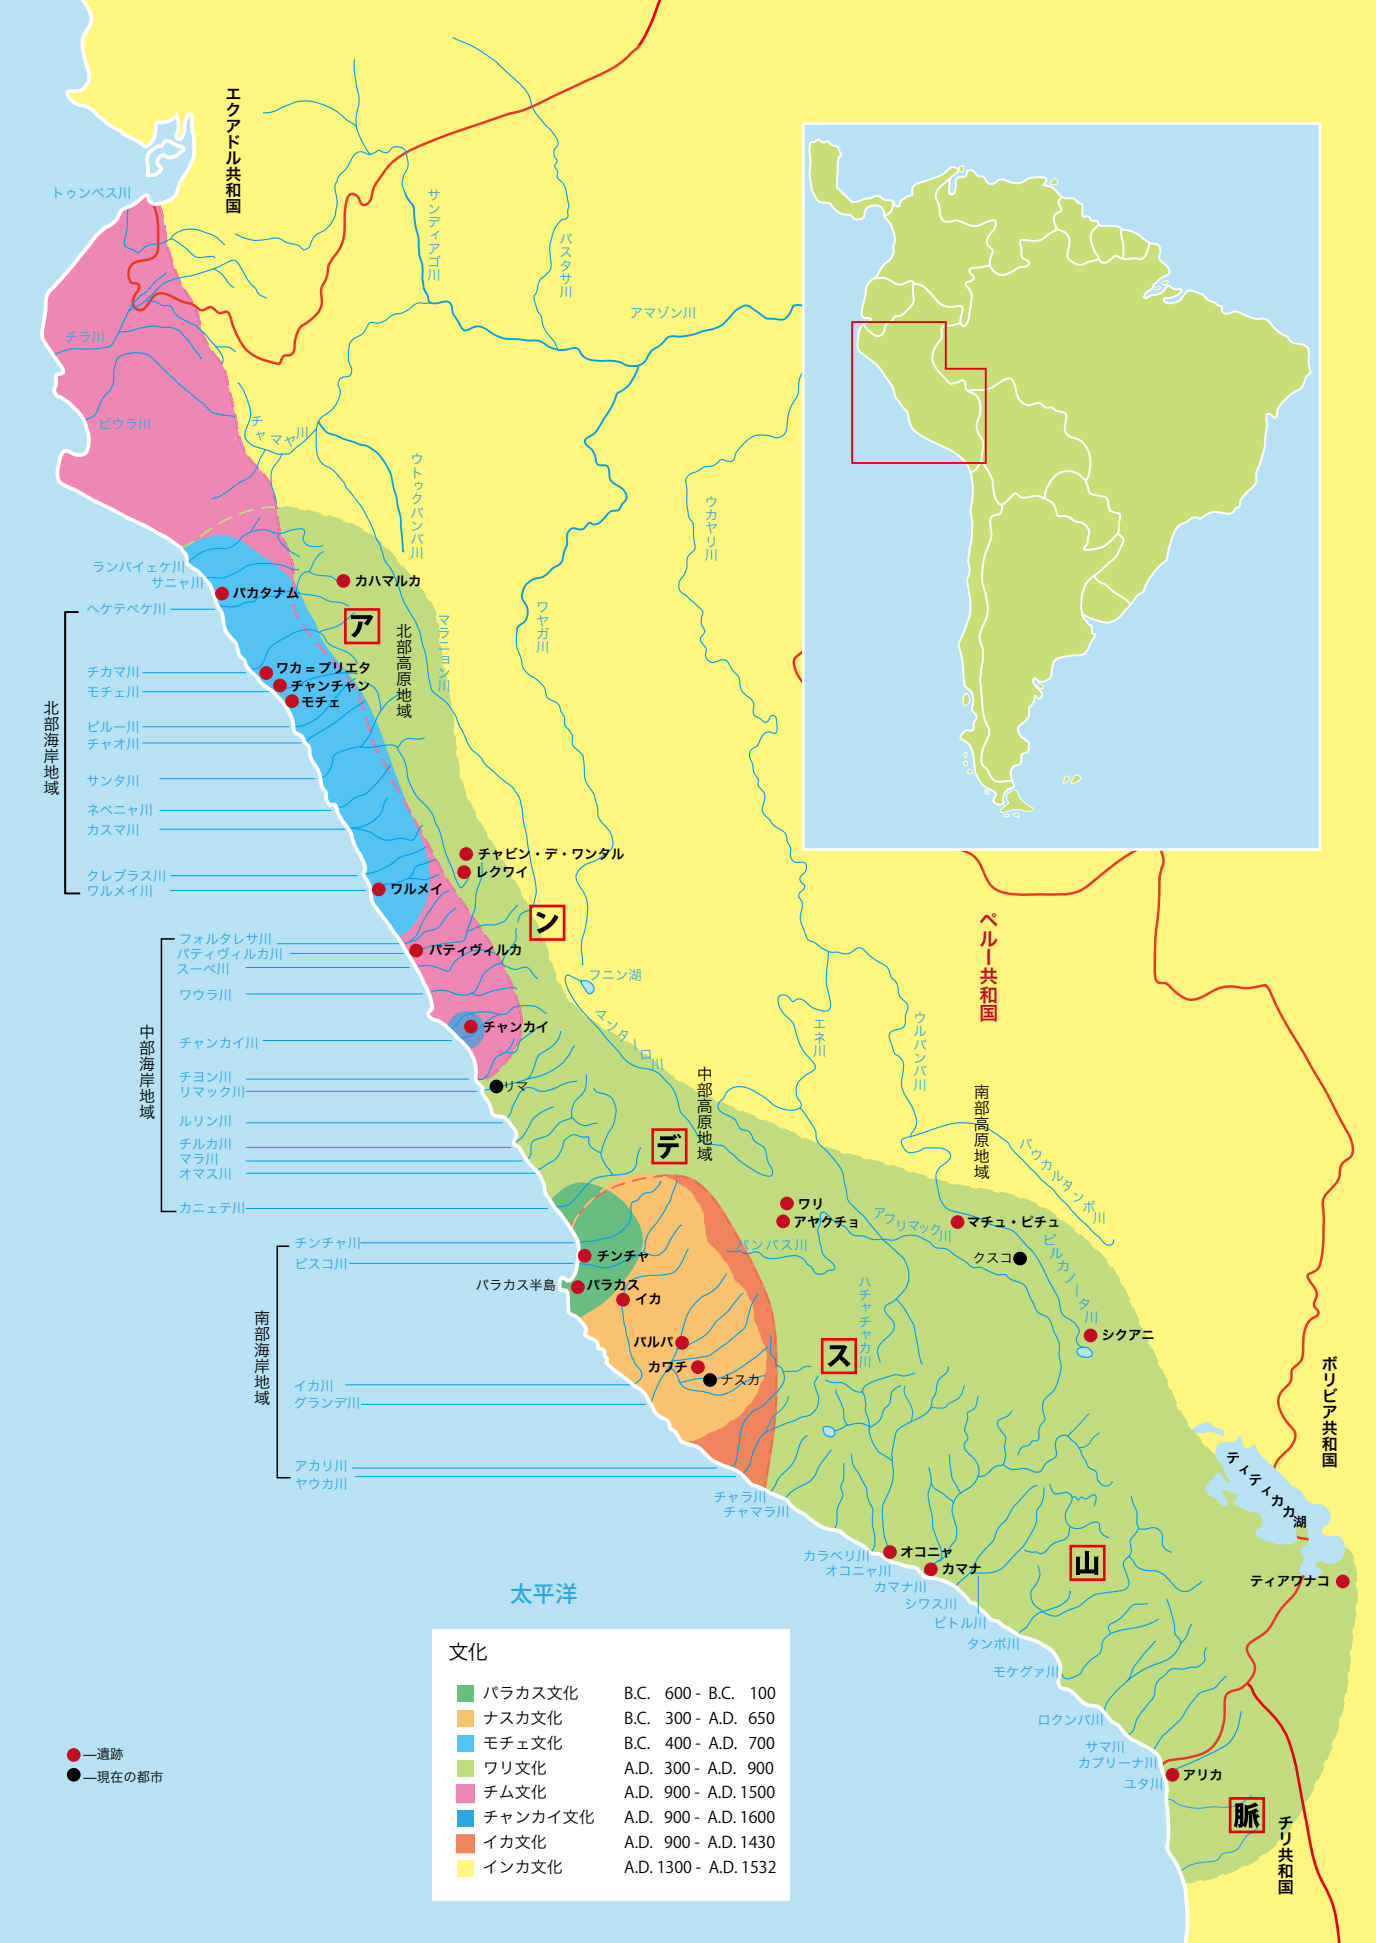 エクアドル共和国
トゥンベス川
サンディアゴ川
パスタサ川
アマゾン川
チラ川
ピウラ川
チャマヤ川
ウトゥクパンパ川
ウカヤリ川
ワヤガ川
マラニョン川
ランバイェケ川
サニャ川
ヘケテペケ川
パカタナム
カハマルカ
ア
北部高原地域
チカマ川
モチェ川
ワカ=プリエタ
チャンチャン
モチェ
北部海岸地域
ビルー川
チャオ川
サンタ川
ネペニャ川
カスマ川
クレブラス川
ワルメイ川
チャビン・デ・ワンタル
レクワイ
ワルメイ
ン
フォルタレサ川
パティヴィルカ川
スーペ川
ワウラ川
パティヴィルカ
フニン湖
マンターロ川
エネ川
ウルバンバ川
ペルー共和国
中部海岸地域
チャンカイ川
チャンカイ
チヨン川
リマック川
リマ
ルリン川
チルカ川
マラ川
オマス川
カニェテ川
デ
中部高原地域
南部高原地域
パウカルタンボ川
ワリ
アヤクチョ
パンパス川
アプリマック川
マチュ・ピチュ
クスコ
ビルカノータ川
シクアニ
チンチャ川
ピスコ川
チンチャ
パラカス半島
パラカス
イカ
パルパ
カワチ
ナスカ
ハチャチャカ川
ス
南部海岸地域
イカ川
グランデ川
アカリ川
ヤウカ川
チャラ川
チャマラ川
ボリビア共和国
ティティカカ湖
カラベリ川
オコニャ川
カマナ川
シワス川
ビトル川
タンボ川
モケグァ川
オコニャ
カマナ
山
ティアワナコ
ロクンバ川
サマ川
カプリーナ川
ユタ川
アリカ
脈
チリ共和国
太平洋
文化
パラカス文化 B.C. 600 - B.C. 100
ナスカ文化 B.C. 300 - A.D. 650
モチェ文化 B.C. 400 - A.D. 700
ワリ文化 A.D. 300 - A.D. 900
チム文化 A.D. 900 - A.D. 1500
チャンカイ文化 A.D. 900 - A.D. 1600
イカ文化 A.D. 900 - A.D. 1430
インカ文化 A.D. 1300 - A.D. 1532
―遺跡
―現在の都市